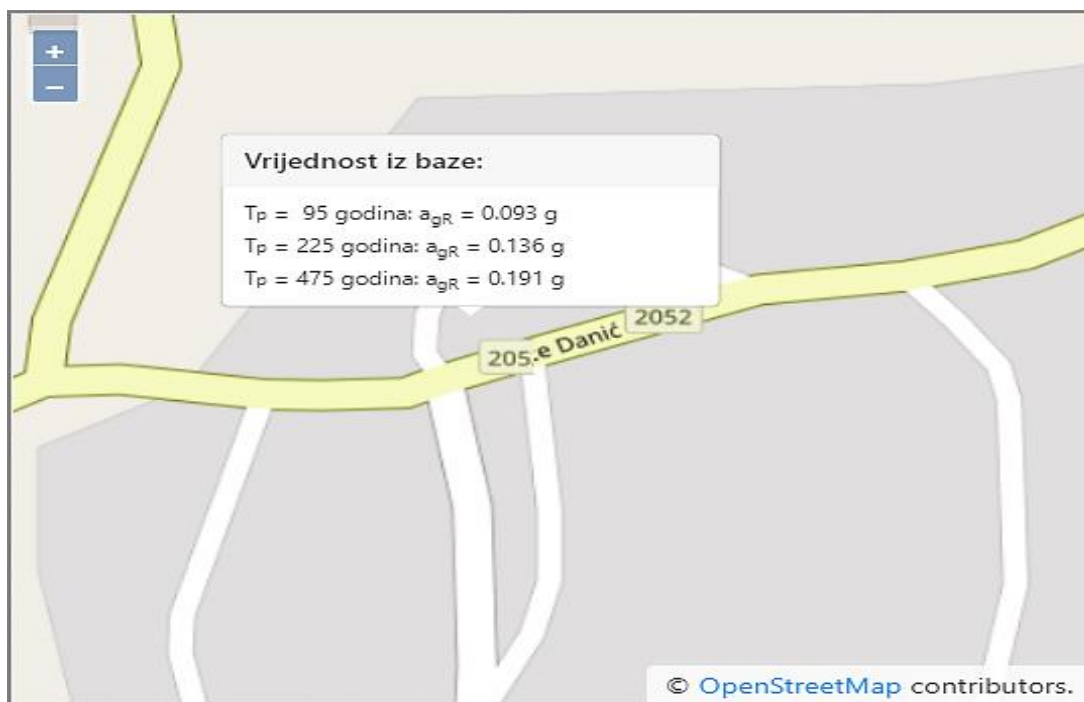 +
−
Vrijednost iz baze:
Tp = 95 godina: agR = 0.093 g
Tp = 225 godina: agR = 0.136 g
Tp = 475 godina: agR = 0.191 g
2052
Danić
© OpenStreetMap contributors.